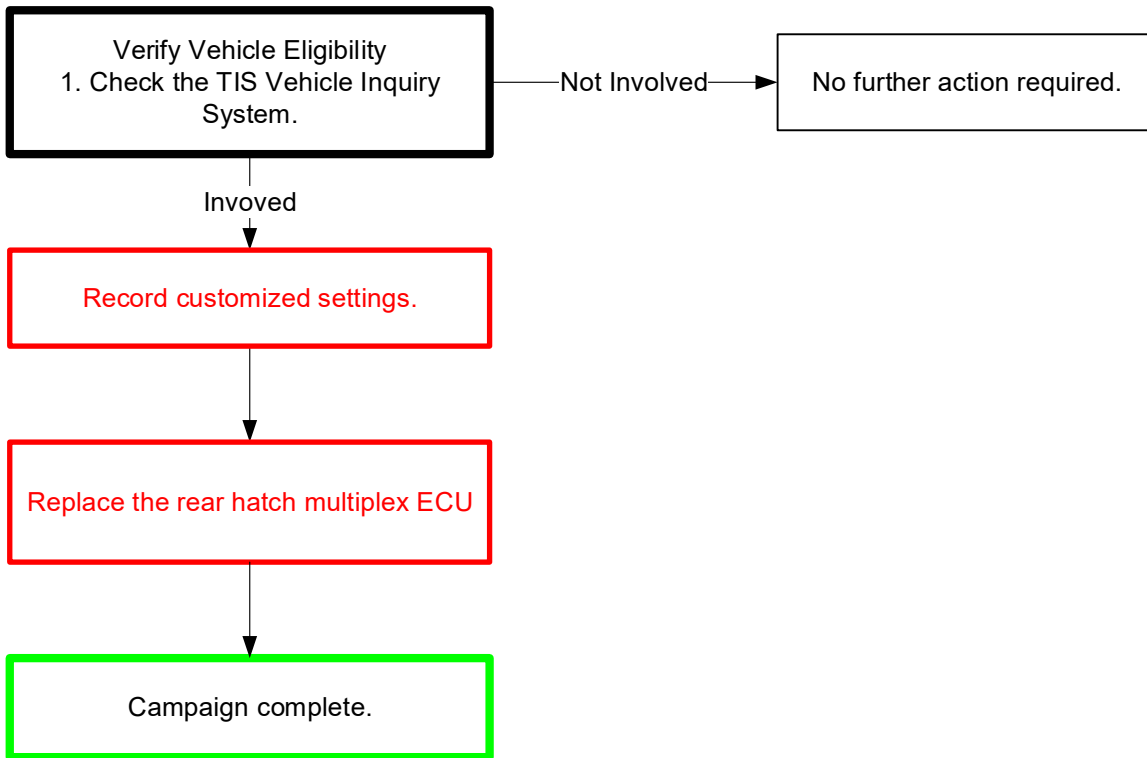 Verify Vehicle Eligibility
1. Check the TIS Vehicle Inquiry
System.
Not Involved
No further action required.
Invoved
Record customized settings.
Replace the rear hatch multiplex ECU
Campaign complete.